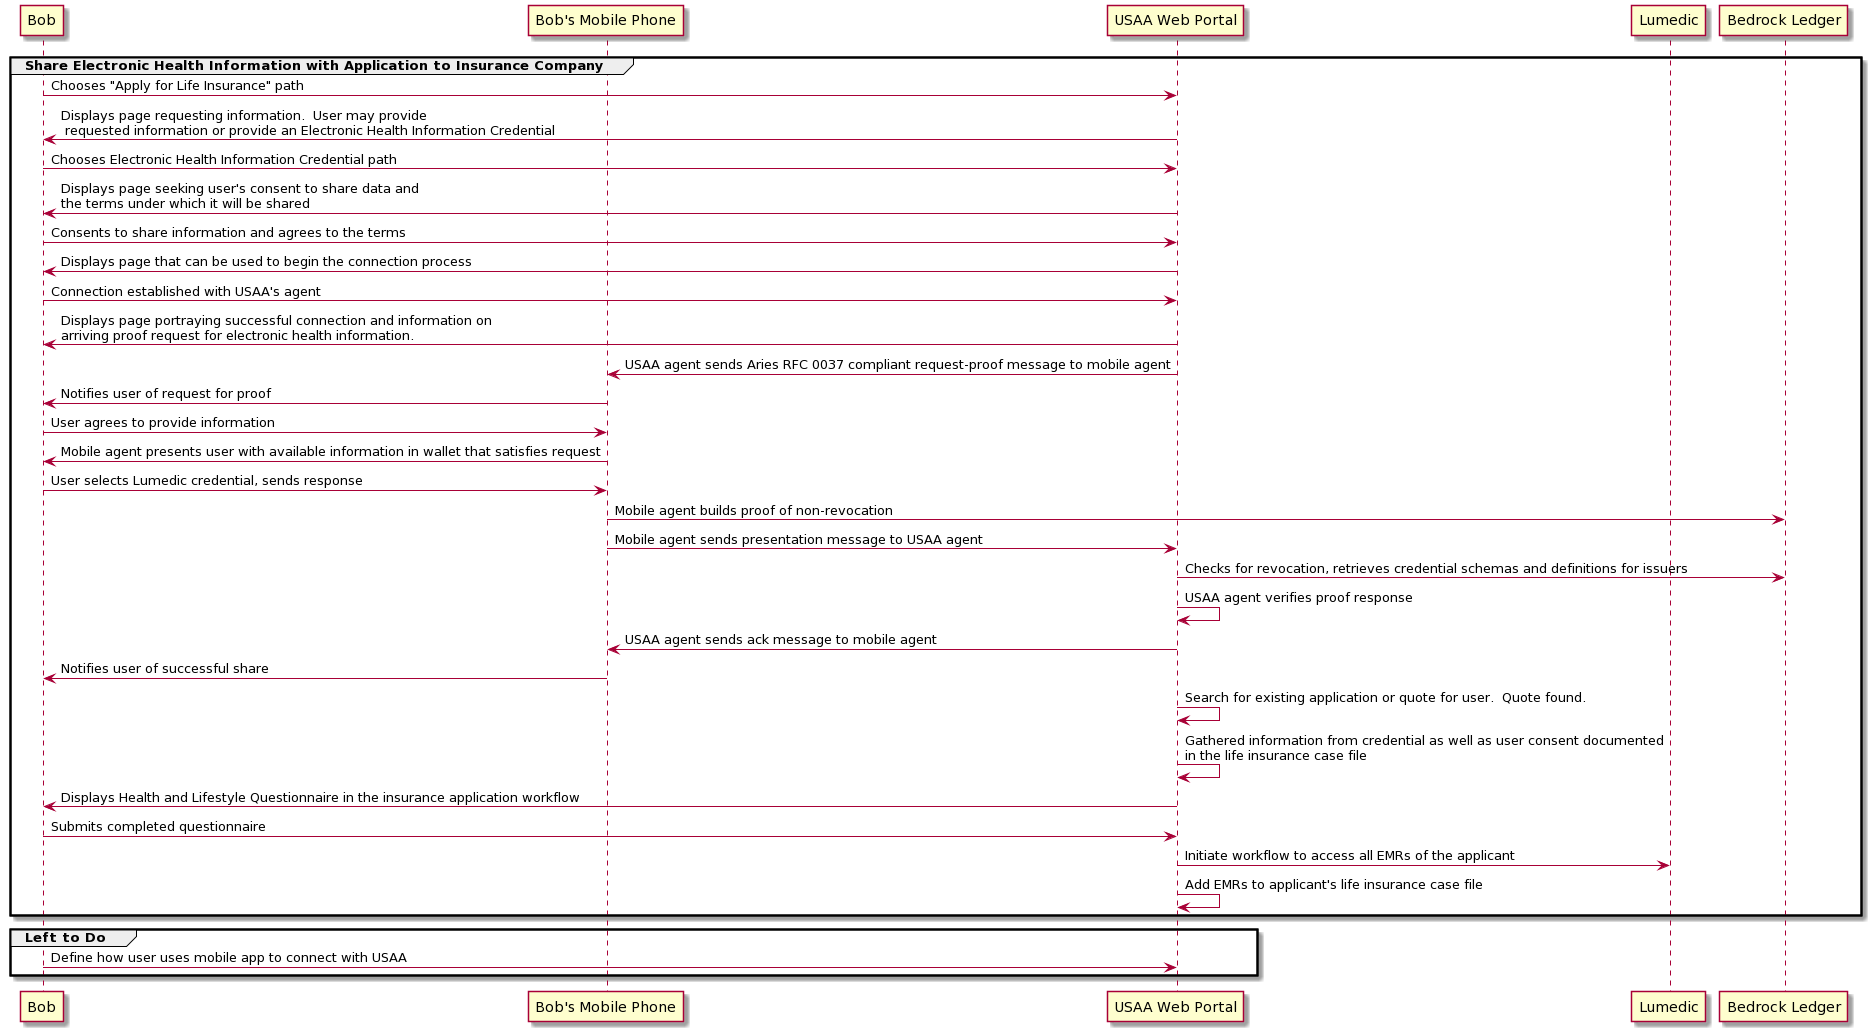 Bob
Bob's Mobile Phone
USAA Web Portal
Lumedic
Bedrock Ledger
Share Electronic Health Information with Application to Insurance Company
Chooses "Apply for Life Insurance" path
Displays page requesting information.  User may provide
requested information or provide an Electronic Health Information Credential
Chooses Electronic Health Information Credential path
Displays page seeking user's consent to share data and
the terms under which it will be shared
Consents to share information and agrees to the terms
Displays page that can be used to begin the connection process
Connection established with USAA's agent
Displays page portraying successful connection and information on
arriving proof request for electronic health information.
USAA agent sends Aries RFC 0037 compliant request-proof message to mobile agent
Notifies user of request for proof
User agrees to provide information
Mobile agent presents user with available information in wallet that satisfies request
User selects Lumedic credential, sends response
Mobile agent builds proof of non-revocation
Mobile agent sends presentation message to USAA agent
Checks for revocation, retrieves credential schemas and definitions for issuers
USAA agent verifies proof response
USAA agent sends ack message to mobile agent
Notifies user of successful share
Search for existing application or quote for user.  Quote found.
Gathered information from credential as well as user consent documented
in the life insurance case file
Displays Health and Lifestyle Questionnaire in the insurance application workflow
Submits completed questionnaire
Initiate workflow to access all EMRs of the applicant
Add EMRs to applicant's life insurance case file
Left to Do
Define how user uses mobile app to connect with USAA
Bob
Bob's Mobile Phone
USAA Web Portal
Lumedic
Bedrock Ledger